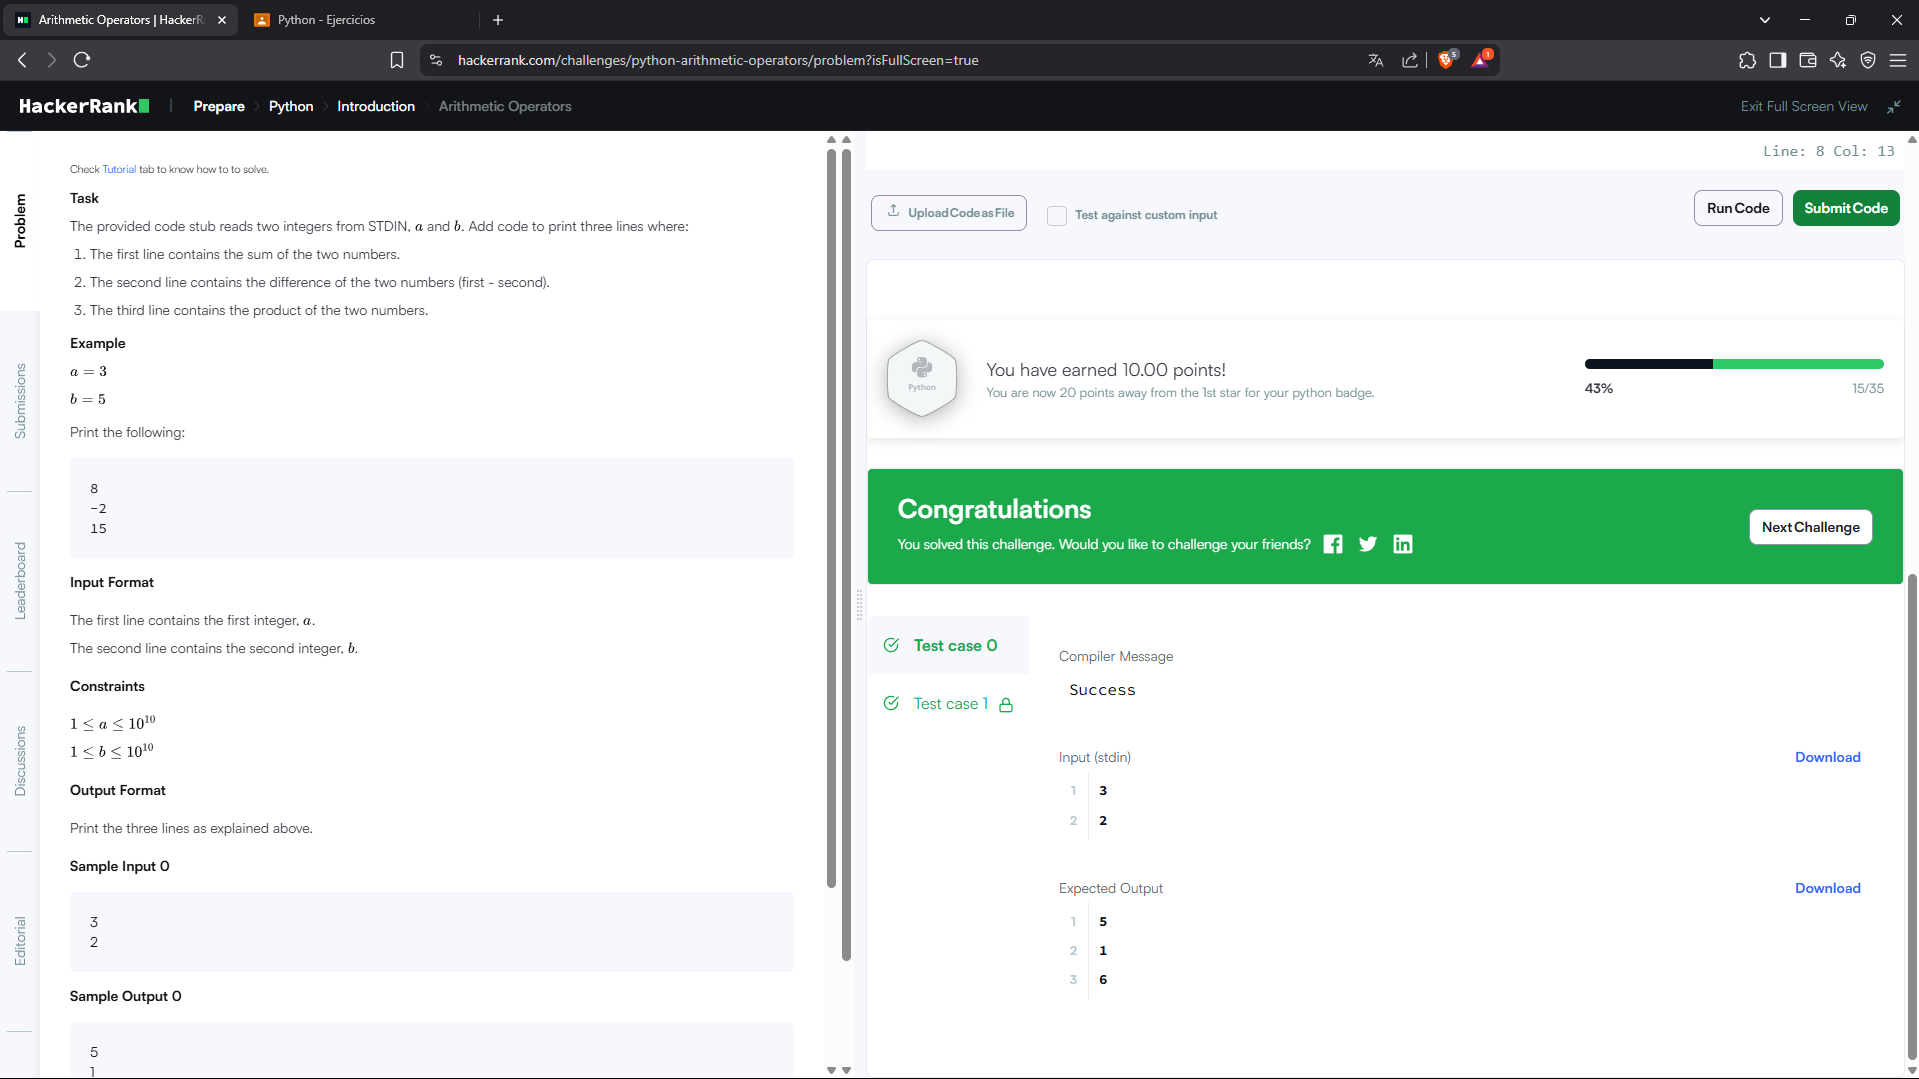 Arithmetic Operators | HackerR
Python - Ejercicios
hackerrank.com/challenges/python-arithmetic-operators/problem?isFullScreen=true
5
1
HackerRank
Prepare
Python
Introduction
Arithmetic Operators
Exit Full Screen View
Problem
Submissions
Leaderboard
Discussions
Editorial
Check Tutorial tab to know how to to solve.
Task
The provided code stub reads two integers from STDIN, a and b. Add code to print three lines where:
1. The first line contains the sum of the two numbers.
2. The second line contains the difference of the two numbers (first - second).
3. The third line contains the product of the two numbers.
Example
a = 3
b = 5
Print the following:
8
-2
15
Input Format
The first line contains the first integer, a.
The second line contains the second integer, b.
Constraints
1 ≤ a ≤ 10^10
1 ≤ b ≤ 10^10
Output Format
Print the three lines as explained above.
Sample Input 0
3
2
Sample Output 0
5
1
Line: 8 Col: 13
Upload Code as File
Test against custom input
Run Code
Submit Code
Python
You have earned 10.00 points!
You are now 20 points away from the 1st star for your python badge.
43%
15/35
Congratulations
You solved this challenge. Would you like to challenge your friends?
Next Challenge
Test case 0
Test case 1
Compiler Message
Success
Input (stdin)
Download
1 3
2 2
Expected Output
Download
1 5
2 1
3 6